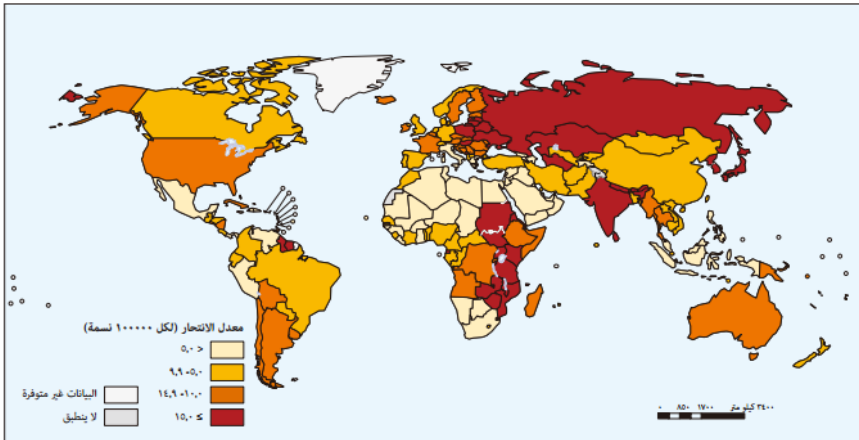 معدل الانتحار (لكل ١٠٠٠٠٠ نسمة)
< ٥,٠
٥,٠-٩,٩
١٠,٠-١٤,٩
≥ ١٥,٠
البيانات غير متوفرة
لا ينطبق
٠ ٨٥٠ ١٧٠٠ ٣٤٠٠ كيلو متر